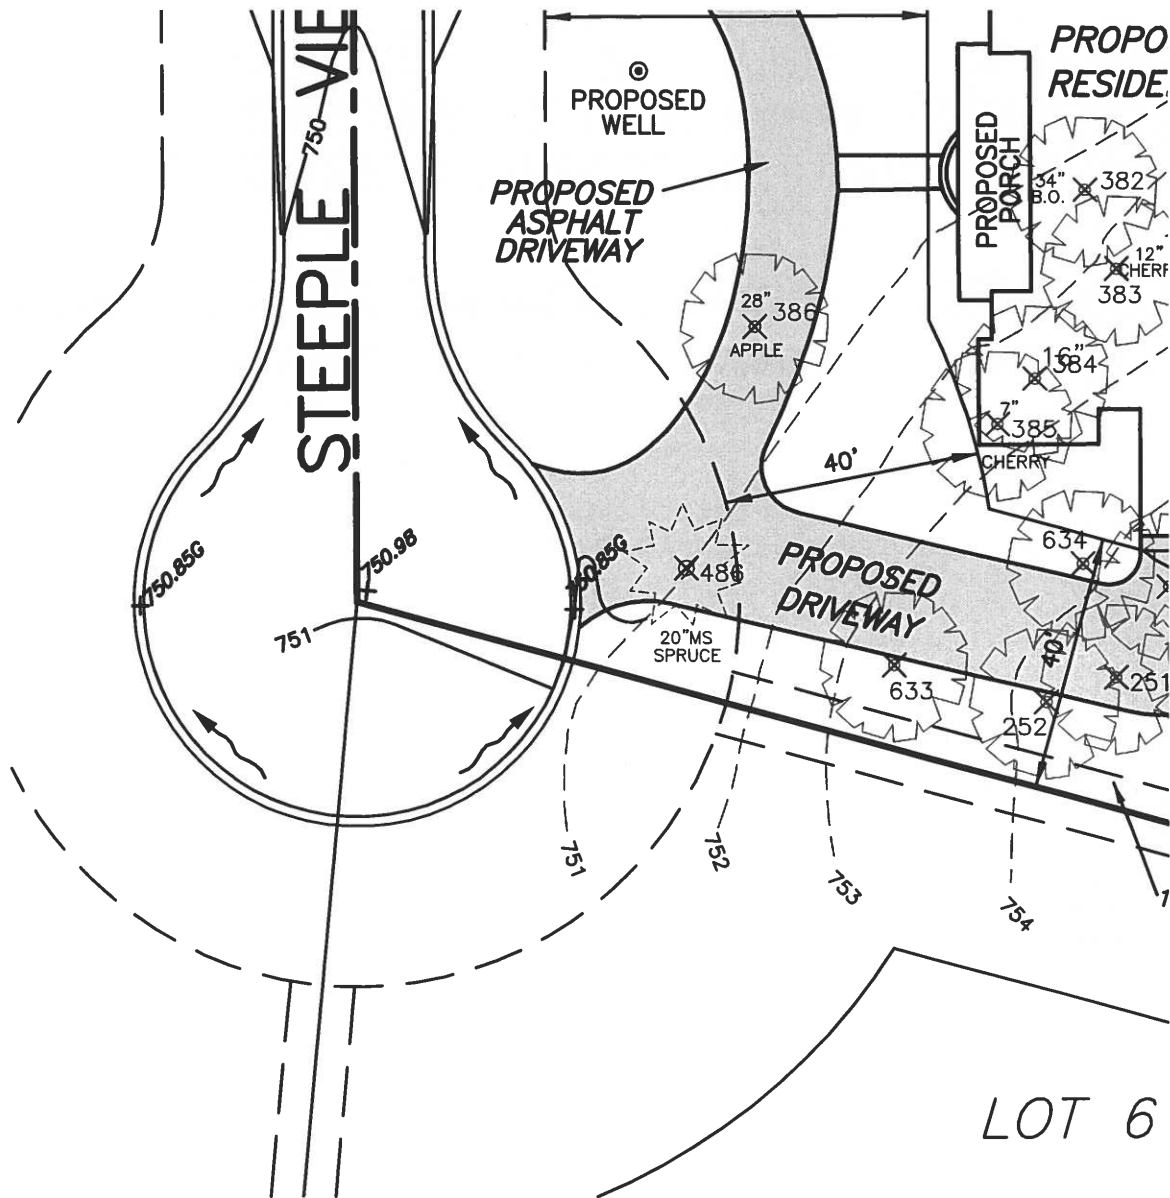 STEEPLE VIE
750
PROPOSED
WELL
PROPO
RESIDE
PROPOSED
PORCH
PROPOSED
ASPHALT
DRIVEWAY
34"
B.O.
382
12"
CHERR
383
28"
386
APPLE
16"
384
7"
385
CHERRY
40'
634
750.85G
750.98
750.85G
486
PROPOSED
DRIVEWAY
751
20"MS
SPRUCE
633
40'
251
252
751
752
753
754
1
LOT 6